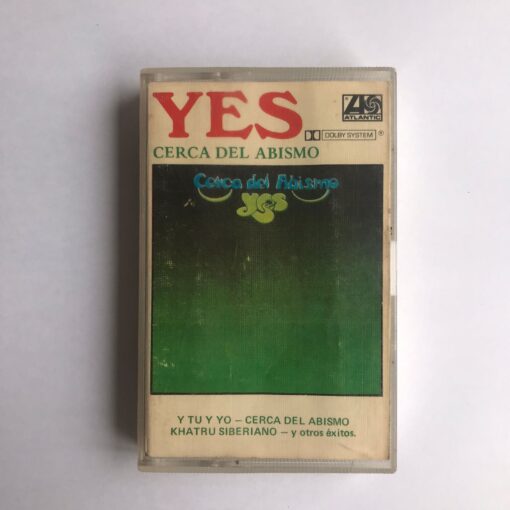 YES
ATLANTIC
DOLBY SYSTEM ®
CERCA DEL ABISMO
Cerca del Abismo
yes
Y TU Y YO – CERCA DEL ABISMO
KHATRU SIBERIANO – y otros éxitos.